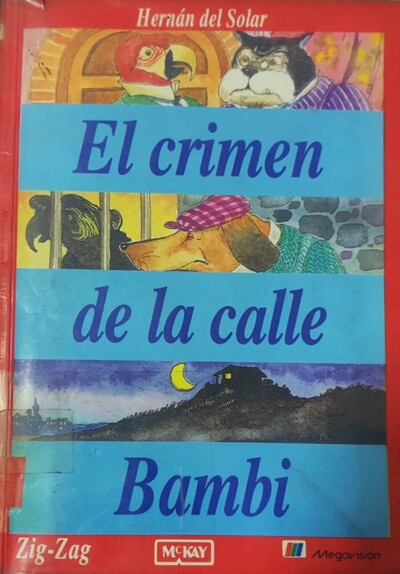 Hernán del Solar
El crimen
de la calle
Bambi
Zig-Zag
McKAY
Megavisión